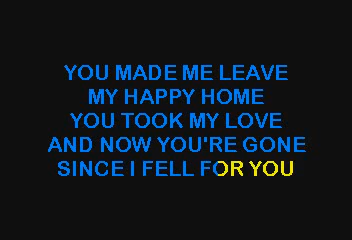 YOU MADE ME LEAVE
MY HAPPY HOME
YOU TOOK MY LOVE
AND NOW YOU'RE GONE
SINCE I FELL FOR YOU